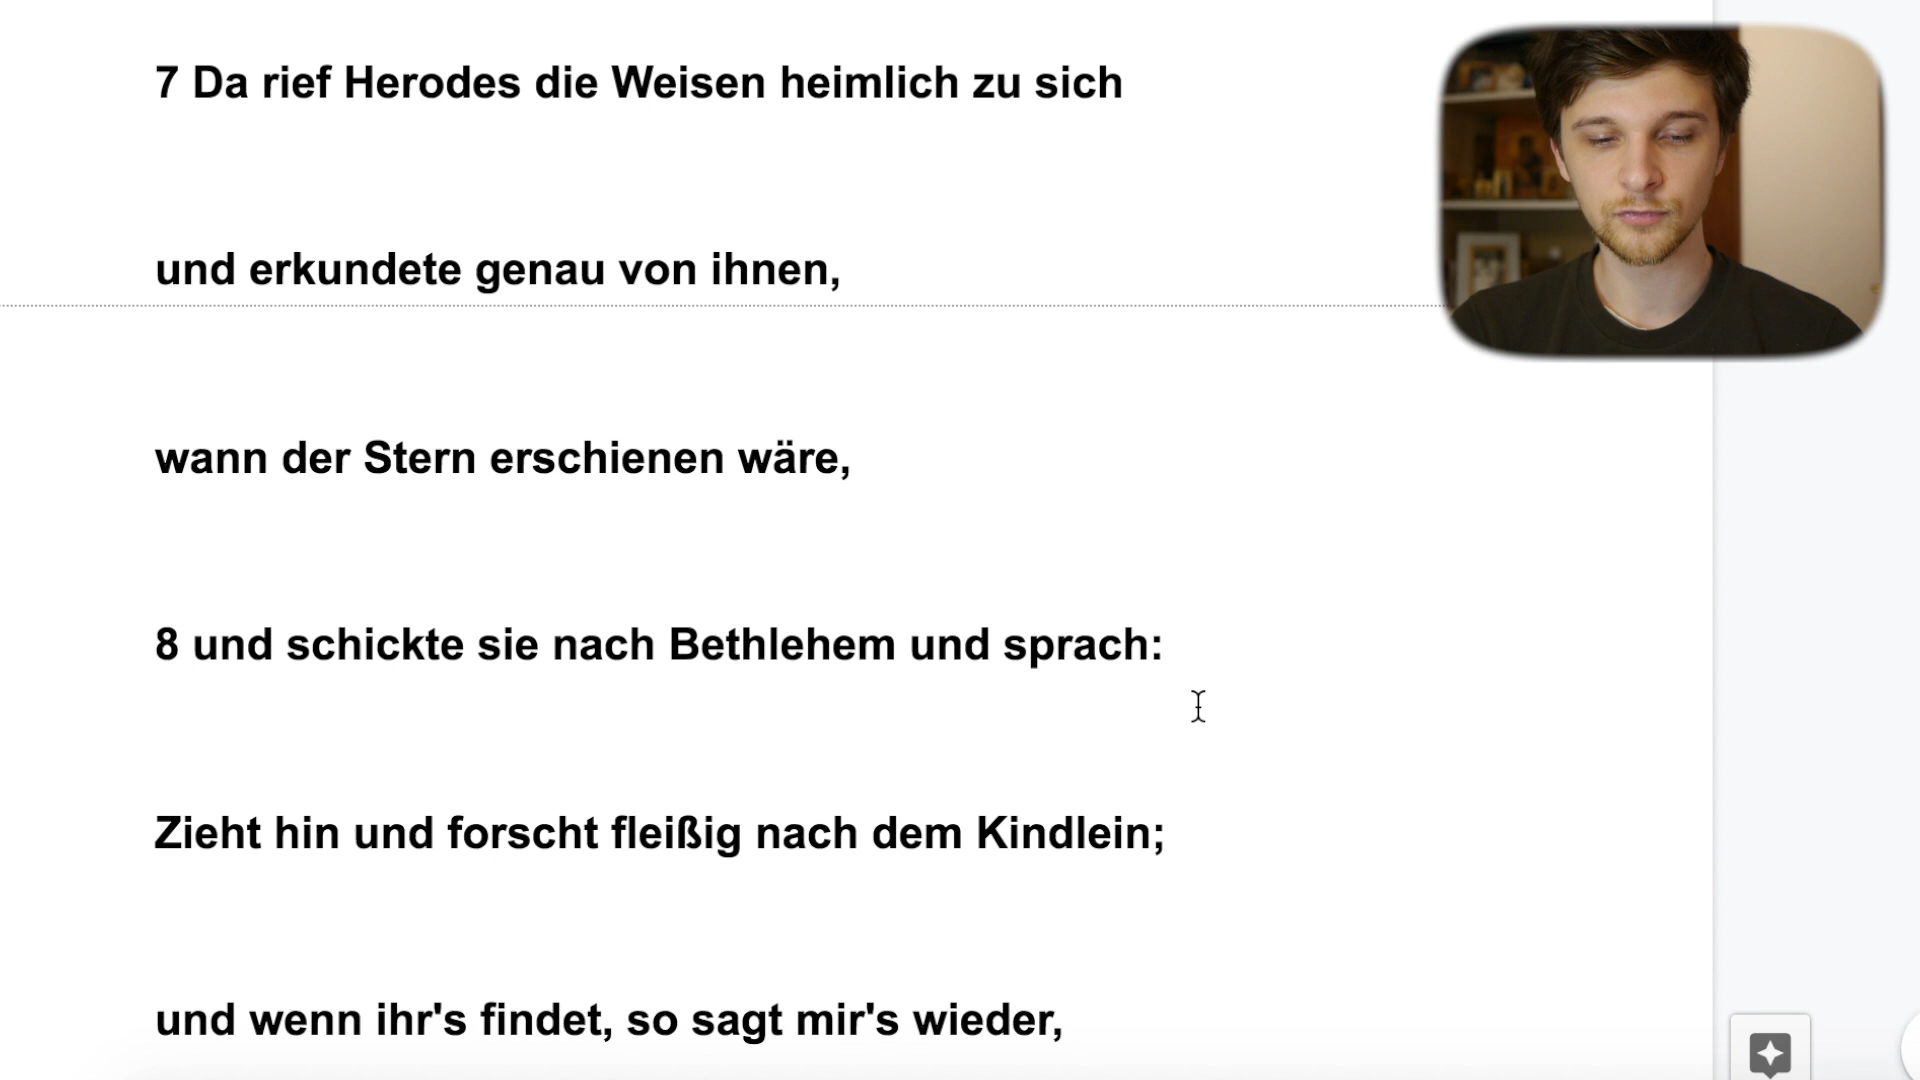 7 Da rief Herodes die Weisen heimlich zu sich
und erkundete genau von ihnen,
wann der Stern erschienen wäre,
8 und schickte sie nach Bethlehem und sprach:
Zieht hin und forscht fleißig nach dem Kindlein;
und wenn ihr's findet, so sagt mir's wieder,